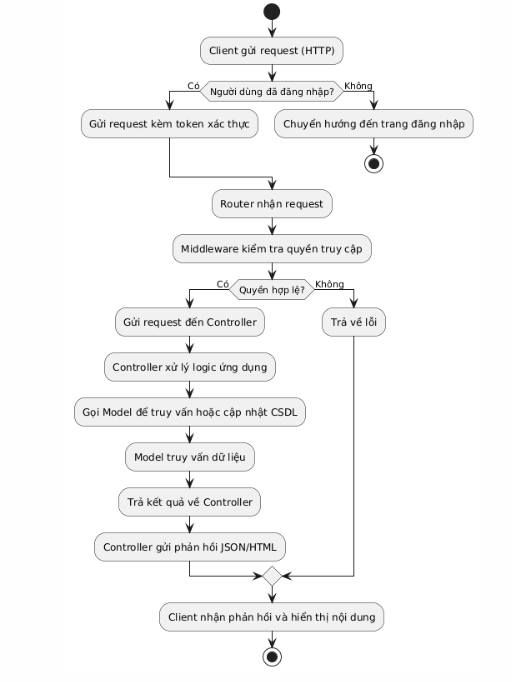 Client gửi request (HTTP)
Có
Người dùng đã đăng nhập?
Không
Gửi request kèm token xác thực
Chuyển hướng đến trang đăng nhập
Router nhận request
Middleware kiểm tra quyền truy cập
Có
Quyền hợp lệ?
Không
Gửi request đến Controller
Trả về lỗi
Controller xử lý logic ứng dụng
Gọi Model để truy vấn hoặc cập nhật CSDL
Model truy vấn dữ liệu
Trả kết quả về Controller
Controller gửi phản hồi JSON/HTML
Client nhận phản hồi và hiển thị nội dung